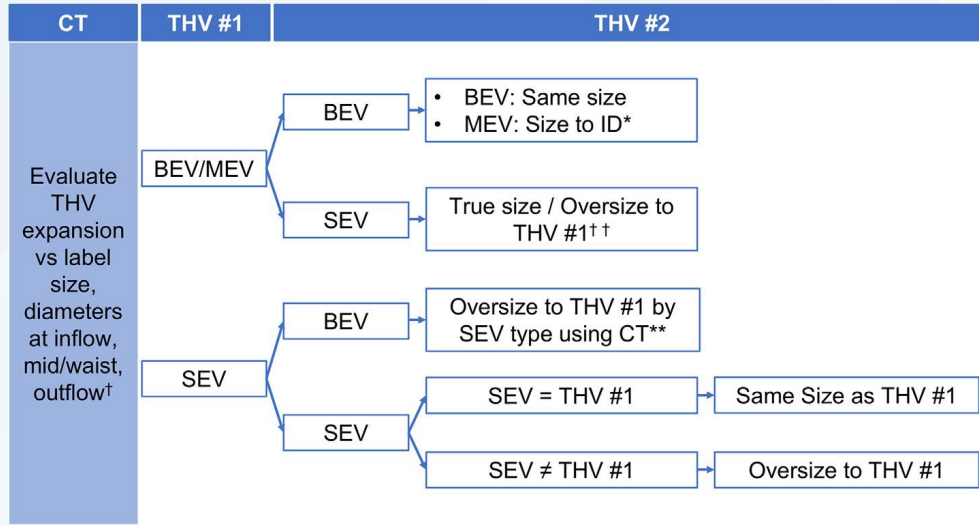 CT
THV #1
THV #2
Evaluate
THV
expansion
vs label
size,
diameters
at inflow,
mid/waist,
outflow†
BEV/MEV
BEV
• BEV: Same size
• MEV: Size to ID*
SEV
True size / Oversize to
THV #1† †
SEV
BEV
Oversize to THV #1 by
SEV type using CT**
SEV
SEV = THV #1
Same Size as THV #1
SEV ≠ THV #1
Oversize to THV #1